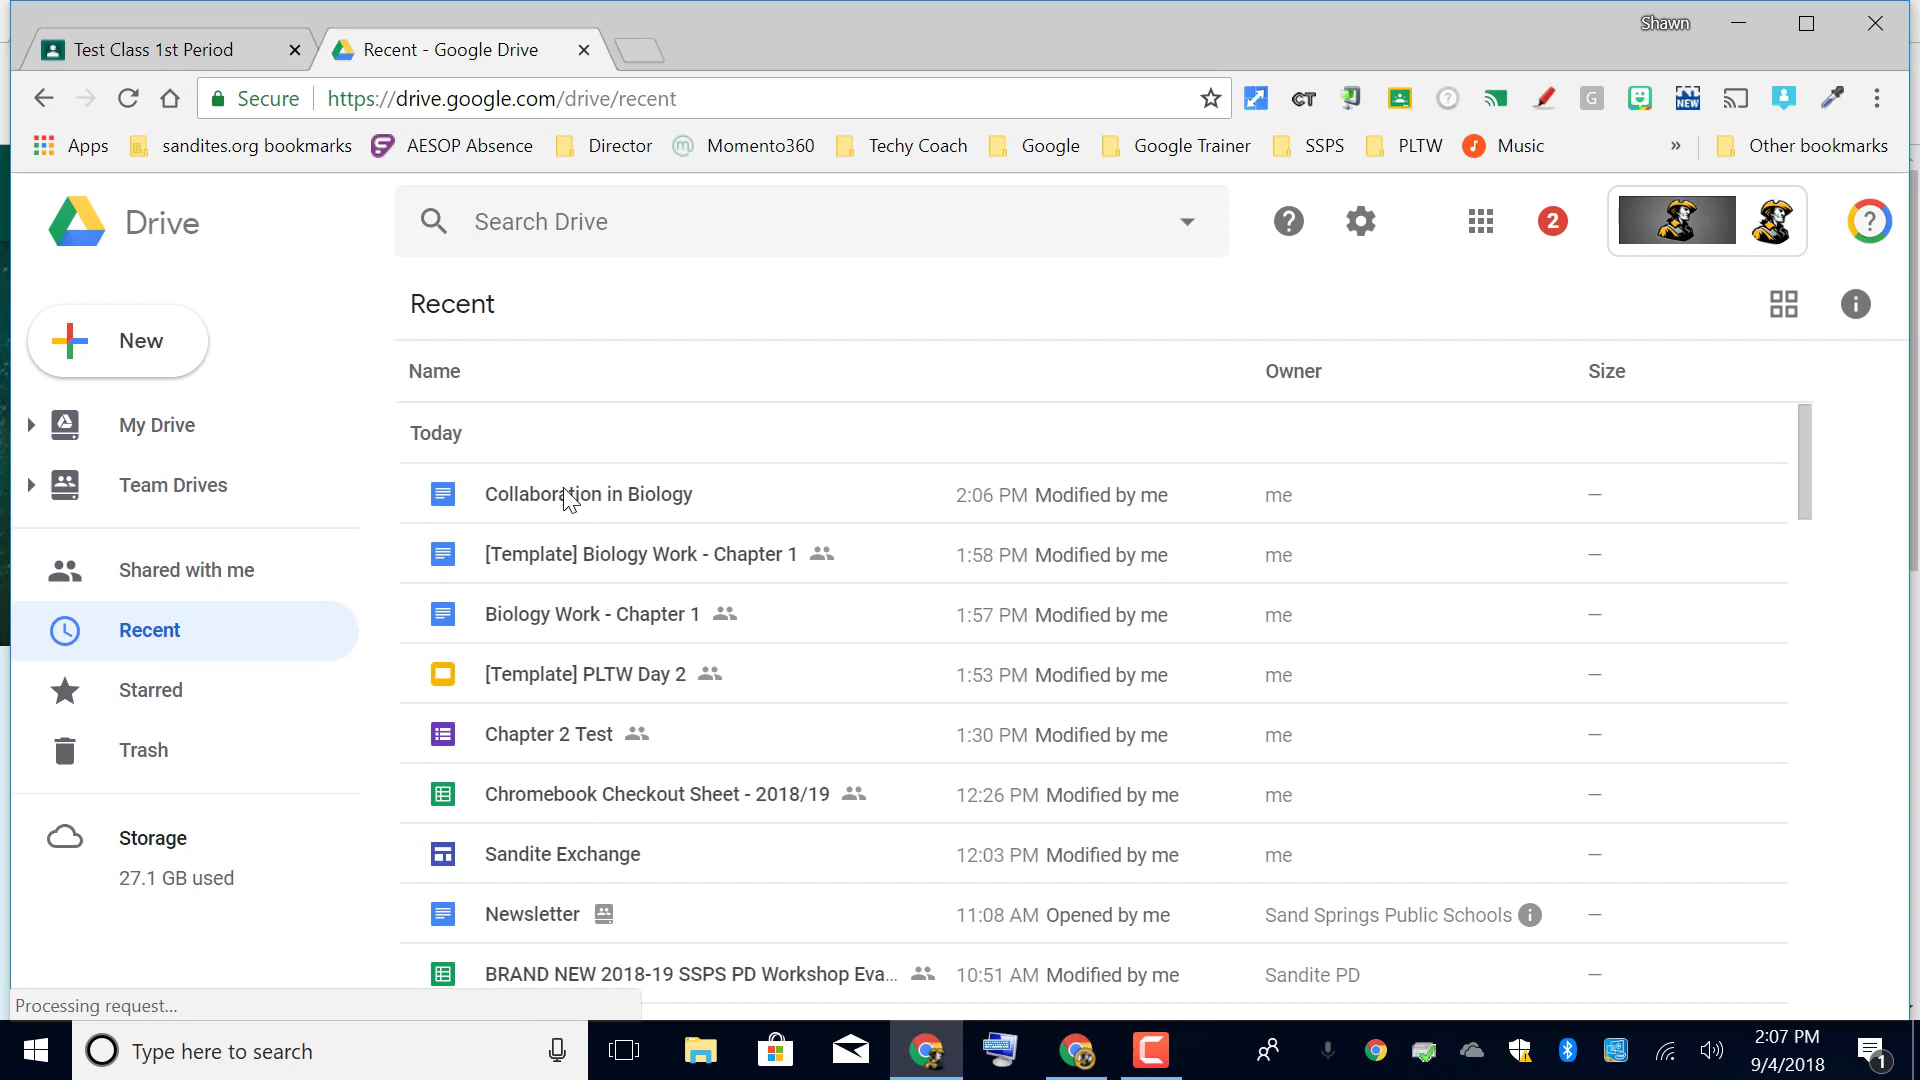 Shawn
Test Class 1st Period
Recent - Google Drive
Secure
https://drive.google.com/drive/recent
CT
G
NEW
Apps
sandites.org bookmarks
AESOP Absence
Director
Momento360
Techy Coach
Google
Google Trainer
SSPS
PLTW
Music
»
Other bookmarks
Drive
Search Drive
2
New
Recent
Name
Owner
Size
My Drive
Today
Team Drives
Collaboration in Biology 2:06 PM Modified by me me —
[Template] Biology Work - Chapter 1 1:58 PM Modified by me me —
Shared with me
Biology Work - Chapter 1 1:57 PM Modified by me me —
Recent
[Template] PLTW Day 2 1:53 PM Modified by me me —
Starred
Chapter 2 Test 1:30 PM Modified by me me —
Trash
Chromebook Checkout Sheet - 2018/19 12:26 PM Modified by me me —
Storage
Sandite Exchange 12:03 PM Modified by me me —
27.1 GB used
Newsletter 11:08 AM Opened by me Sand Springs Public Schools —
BRAND NEW 2018-19 SSPS PD Workshop Eva... 10:51 AM Modified by me Sandite PD —
Processing request...
Type here to search
2:07 PM
9/4/2018
1